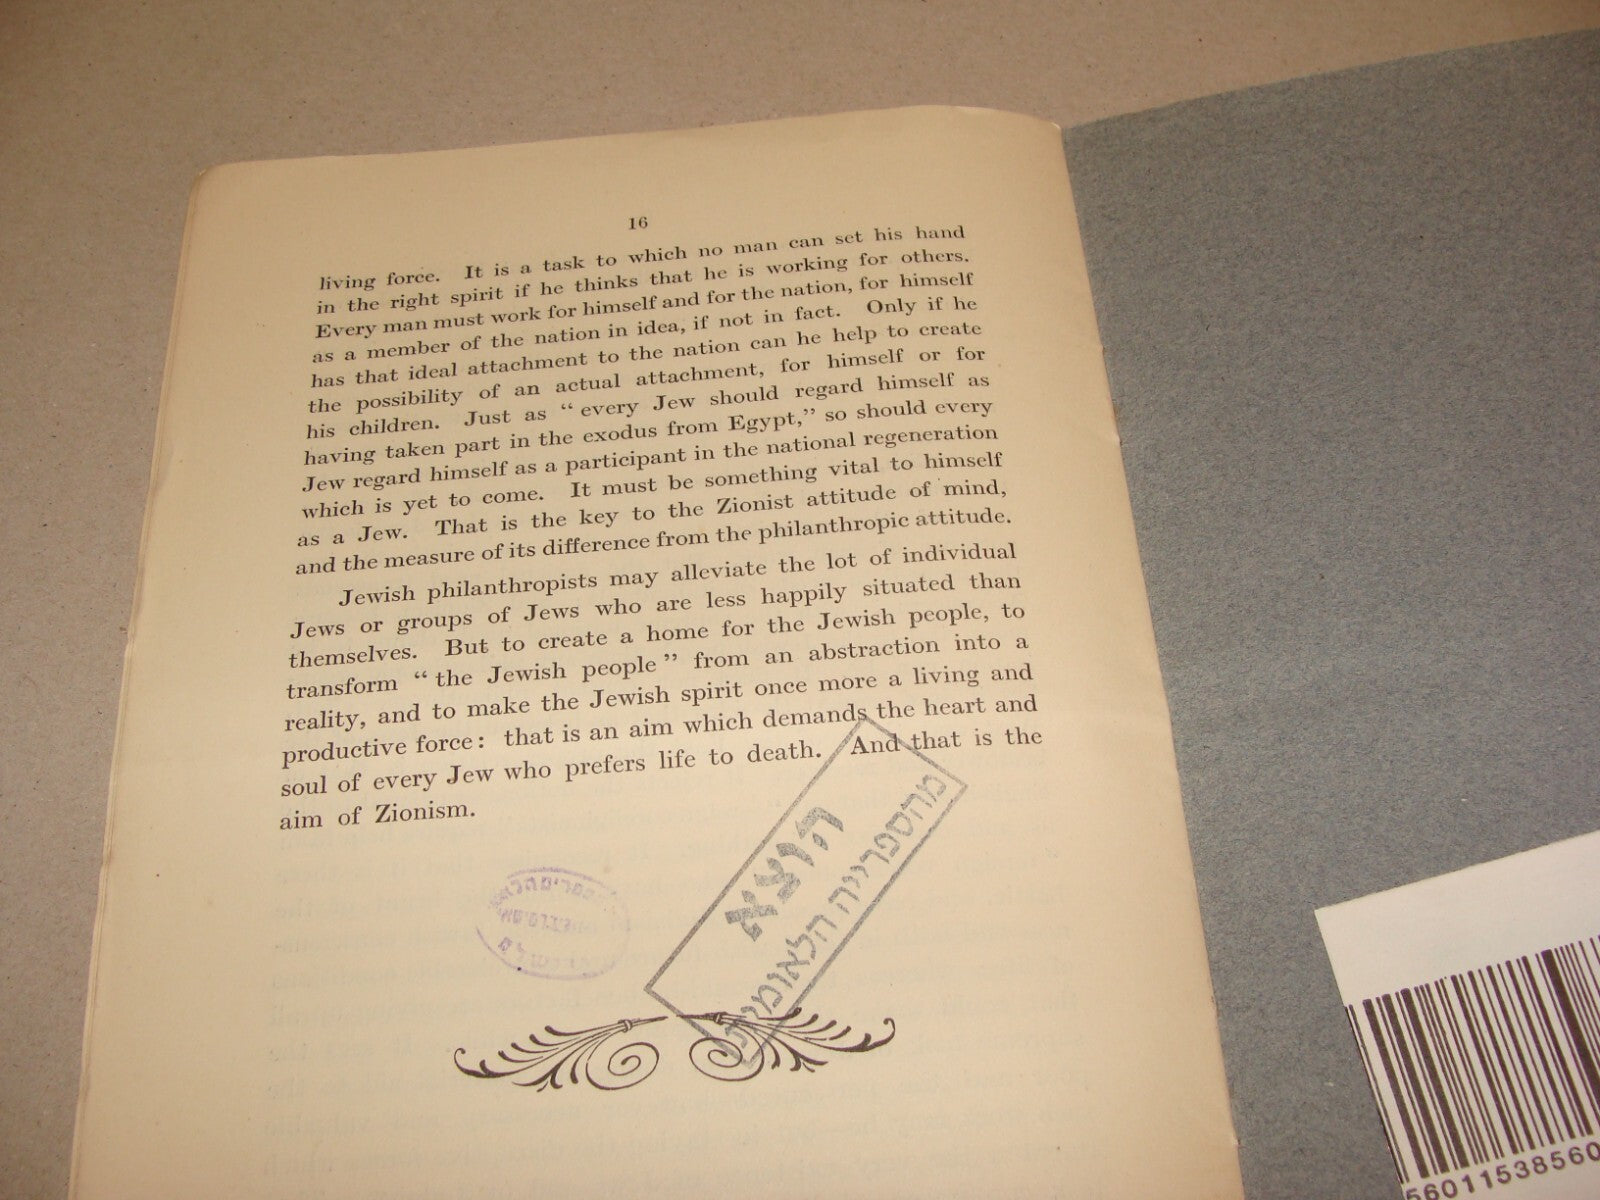 16
living force. It is a task to which no man can set his hand
in the right spirit if he thinks that he is working for others.
Every man must work for himself and for the nation, for himself
as a member of the nation in idea, if not in fact. Only if he
has that ideal attachment to the nation can he help to create
the possibility of an actual attachment, for himself or for
his children. Just as “ every Jew should regard himself as
having taken part in the exodus from Egypt,” so should every
Jew regard himself as a participant in the national regeneration
which is yet to come. It must be something vital to himself
as a Jew. That is the key to the Zionist attitude of mind,
and the measure of its difference from the philanthropic attitude.
Jewish philanthropists may alleviate the lot of individual
Jews or groups of Jews who are less happily situated than
themselves. But to create a home for the Jewish people, to
transform “ the Jewish people ” from an abstraction into a
reality, and to make the Jewish spirit once more a living and
productive force: that is an aim which demands the heart and
soul of every Jew who prefers life to death. And that is the
aim of Zionism.
הוצא
מהספרייה הלאומית
56011538560